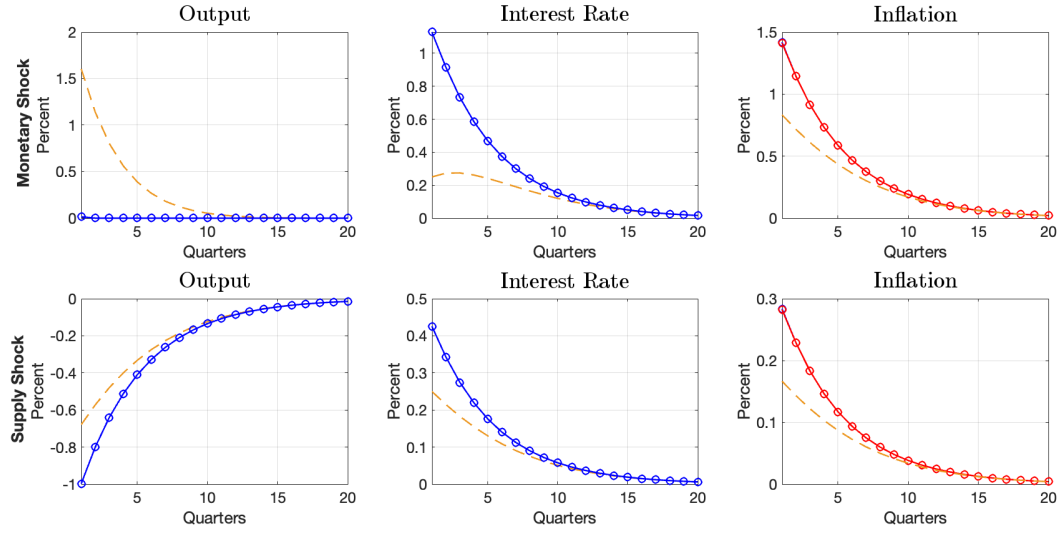 Output
Interest Rate
Inflation
Monetary Shock
Percent
2
1.5
1
0.5
0
5
10
15
20
Quarters
Percent
1
0.8
0.6
0.4
0.2
0
5
10
15
20
Quarters
Percent
1.5
1
0.5
0
5
10
15
20
Quarters
Output
Interest Rate
Inflation
Supply Shock
Percent
0
-0.2
-0.4
-0.6
-0.8
-1
5
10
15
20
Quarters
Percent
0.5
0.4
0.3
0.2
0.1
0
5
10
15
20
Quarters
Percent
0.3
0.2
0.1
0
5
10
15
20
Quarters